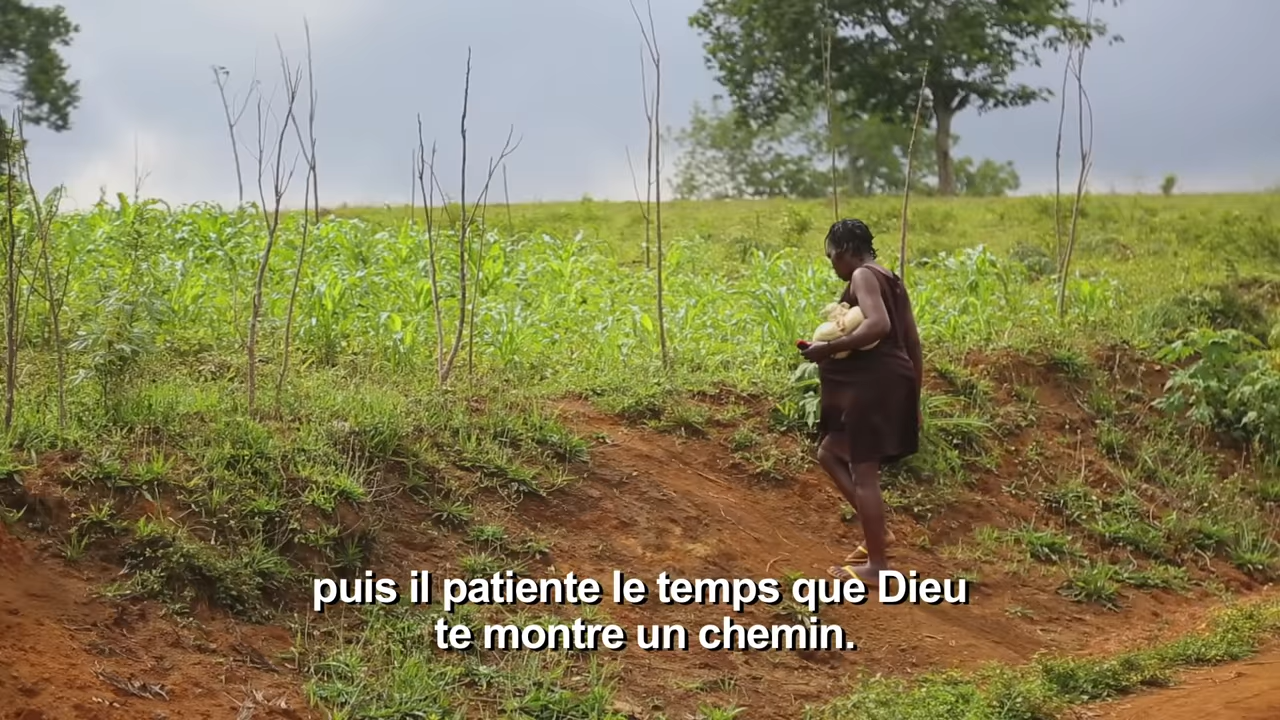 puis il patiente le temps que Dieu
te montre un chemin.